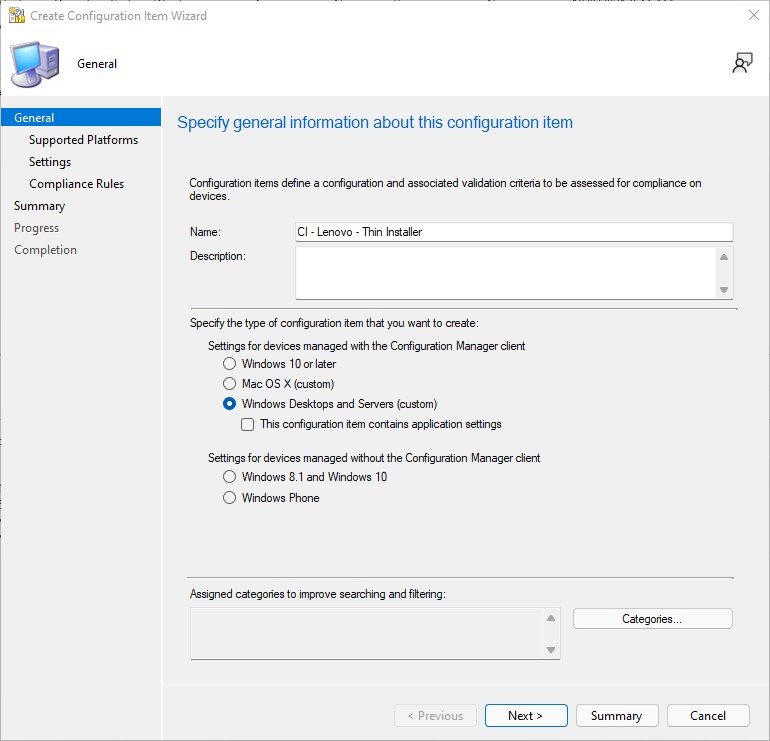 Create Configuration Item Wizard
General
General
Supported Platforms
Settings
Compliance Rules
Summary
Progress
Completion
Specify general information about this configuration item
Configuration items define a configuration and associated validation criteria to be assessed for compliance on
devices.
Name:
CI - Lenovo - Thin Installer
Description:
Specify the type of configuration item that you want to create:
Settings for devices managed with the Configuration Manager client
Windows 10 or later
Mac OS X (custom)
Windows Desktops and Servers (custom)
This configuration item contains application settings
Settings for devices managed without the Configuration Manager client
Windows 8.1 and Windows 10
Windows Phone
Assigned categories to improve searching and filtering:
Categories...
< Previous
Next >
Summary
Cancel